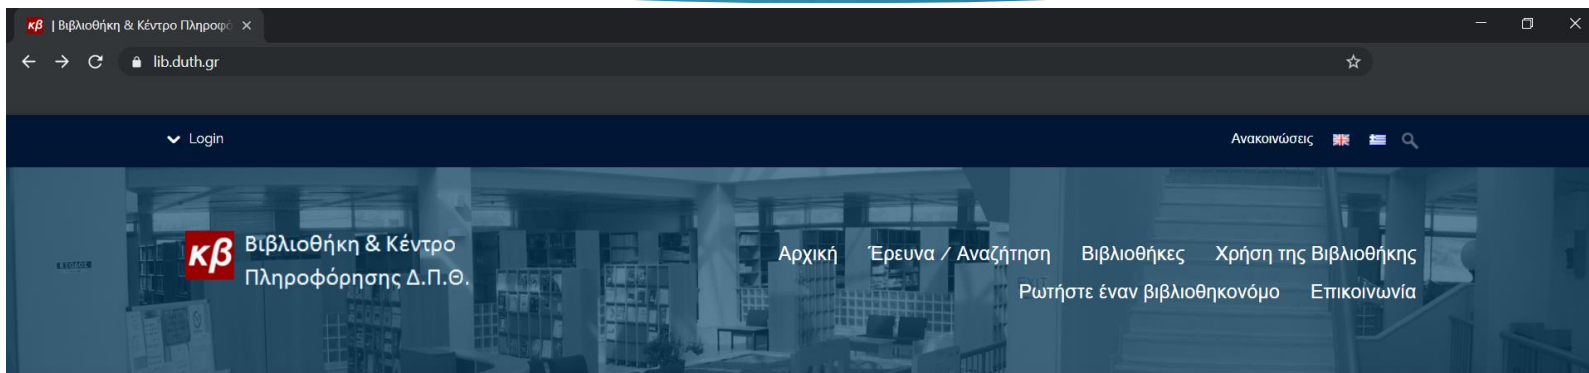 κβ | Βιβλιοθήκη & Κέντρο Πληροφό
lib.duth.gr
Login
Ανακοινώσεις
κβ
Βιβλιοθήκη & Κέντρο
Πληροφόρησης Δ.Π.Θ.
Αρχική Έρευνα / Αναζήτηση Βιβλιοθήκες Χρήση της Βιβλιοθήκης
Ρωτήστε έναν βιβλιοθηκονόμο Επικοινωνία